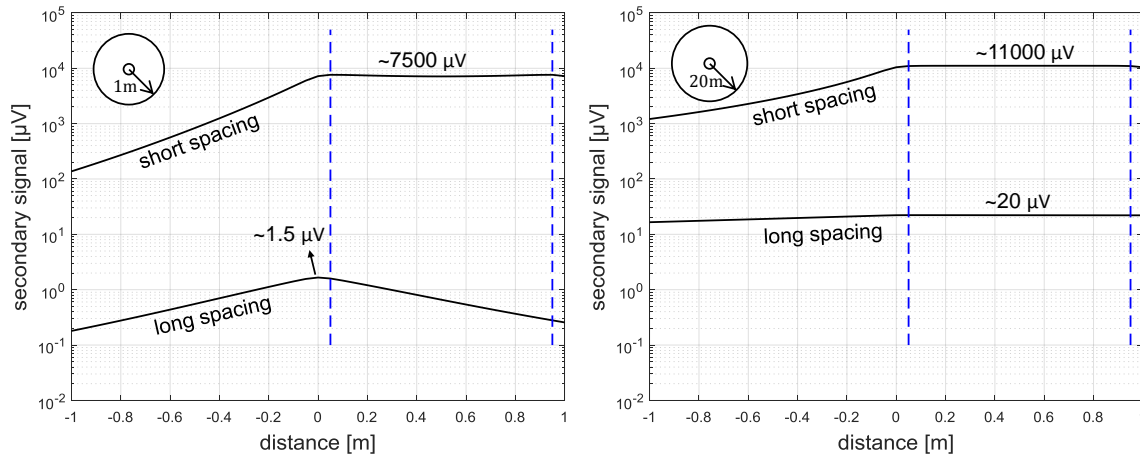 10^5
10^4
10^3
10^2
10^1
10^0
10^-1
10^-2
secondary signal [µV]
1m
~7500 µV
short spacing
~1.5 µV
long spacing
-1 -0.8 -0.6 -0.4 -0.2 0 0.2 0.4 0.6 0.8 1
distance [m]
10^5
10^4
10^3
10^2
10^1
10^0
10^-1
10^-2
secondary signal [µV]
20m
~11000 µV
short spacing
~20 µV
long spacing
-1 -0.8 -0.6 -0.4 -0.2 0 0.2 0.4 0.6 0.8
distance [m]